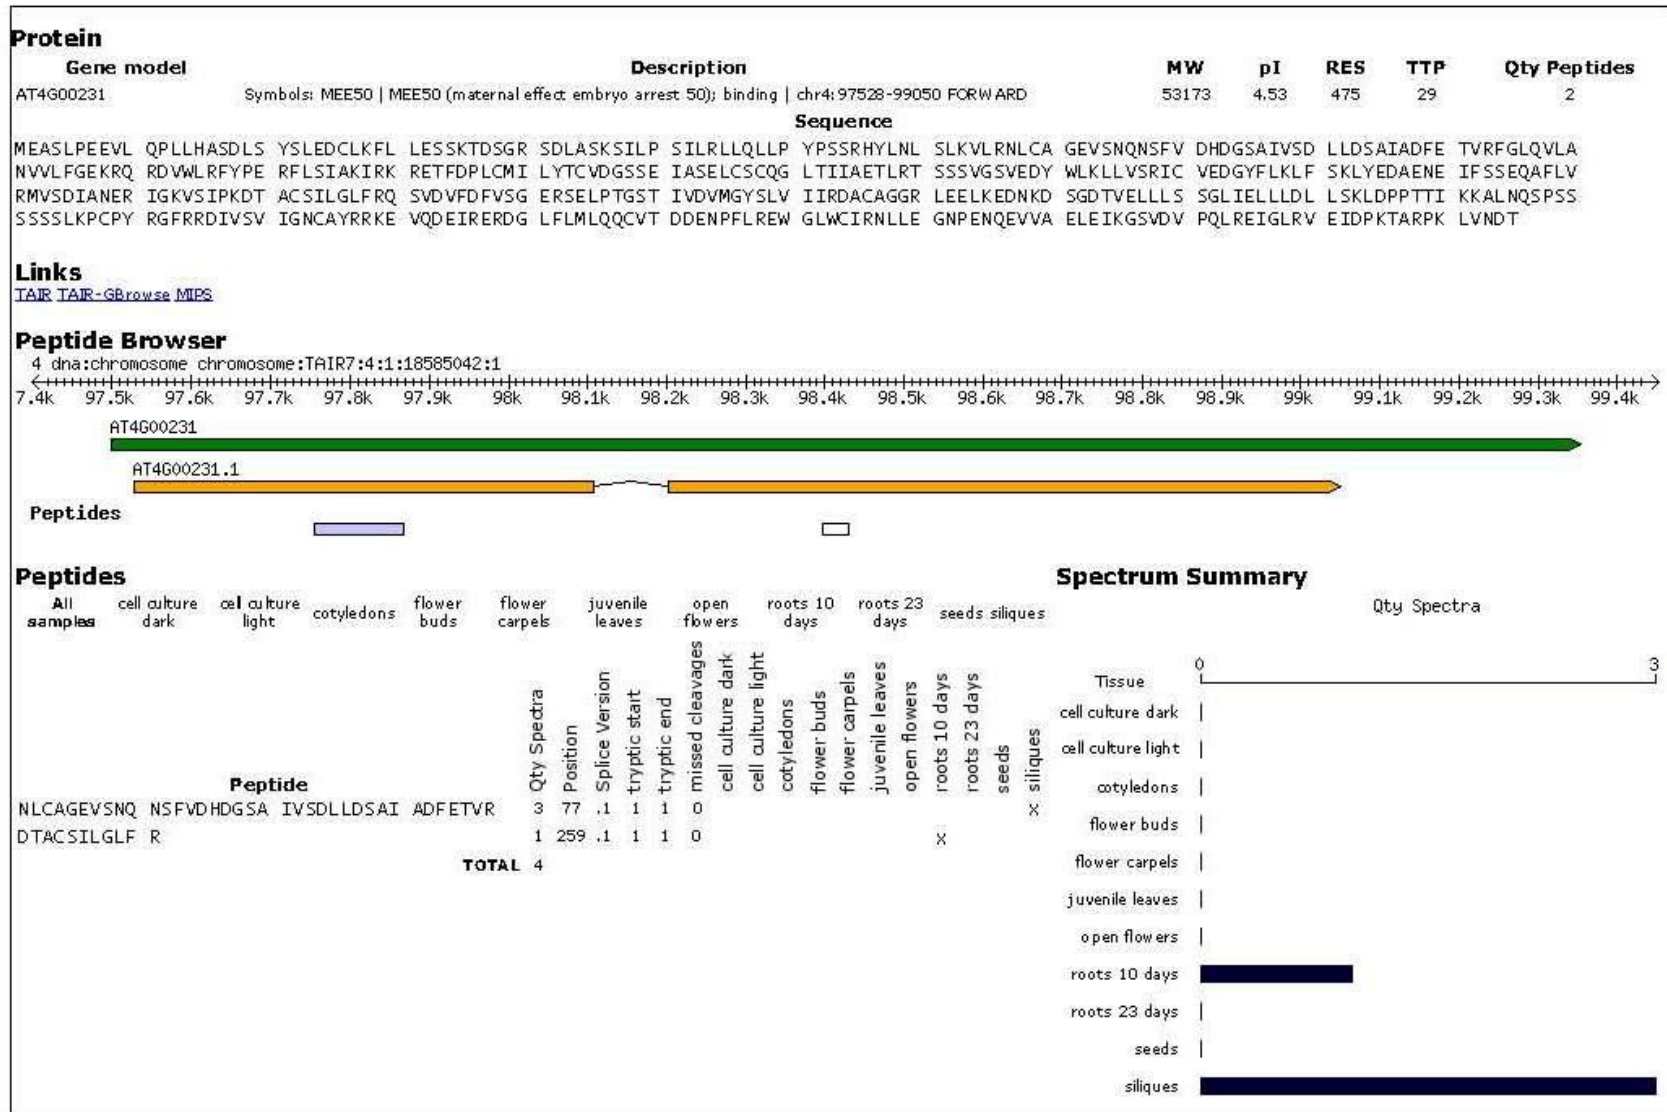 Protein
Gene model Description MW pI RES TTP Qty Peptides
AT4G00231 Symbols: MEE50 | MEE50 (maternal effect embryo arrest 50); binding | chr4:97528-99050 FORWARD 53173 4.53 475 29 2
Sequence
MEASLPEEVL QPLLHASDLS YSLEDCLKFL LESSKTDSGR SDLASKSILP SILRLLQLLP YPSSRHYLNL SLKVLRNLCA GEVSNQNSFV DHDGSAIVSD LLDSAIADFE TVRFGLQVLA
NVVLFGEKRQ RDVWLRFYPE RFLSIAKIRK RETFDPLCMI LYTCVDGSSE IASELCSCQG LTIIAETLRT SSSVGSVEDY WLKLLVSRIC VEDGYFLKLF SKLYEDAENE IFSSEQAFLV
RMVSDIANER IGKVSIPKDT ACSILGLFRQ SVDVFDFVSG ERSELPTGST IVDVMGYSLV IIRDACAGGR LEELKEDNKD SGDTVELLLS SGLIELLLDL LSKLDPPTTI KKALNQSPSS
SSSSLKPCPY RGFRRDIVSV IGNCAYRRKE VQDEIRERDG LFLMLQQCVT DDENPFLREW GLWCIRNLLE GNPENQEVVA ELEIKGSVDV PQLREIGLRV EIDPKTARPK LVNDT
Links
TAIR TAIR-GBrowse MIPS
Peptide Browser
4 dna:chromosome chromosome:TAIR7:4:1:18585042:1
7.4k 97.5k 97.6k 97.7k 97.8k 97.9k 98k 98.1k 98.2k 98.3k 98.4k 98.5k 98.6k 98.7k 98.8k 98.9k 99k 99.1k 99.2k 99.3k 99.4k
AT4G00231
AT4G00231.1
Peptides
Peptides
All samples cell culture dark cel culture light cotyledons flower buds flower carpels juvenile leaves open flowers roots 10 days roots 23 days seeds siliques
Peptide Qty Spectra Position Splice Version tryptic start tryptic end missed cleavages cell culture dark cell culture light cotyledons flower buds flower carpels juvenile leaves open flowers roots 10 days roots 23 days seeds siliques
NLCAGEVSNQ NSFVDHDGSA IVSDLLDSAI ADFETVR 3 77 .1 1 1 0 x
DTACSILGLF R 1 259 .1 1 1 0 x
TOTAL 4
Spectrum Summary
Qty Spectra
0 3
Tissue
cell culture dark
cell culture light
cotyledons
flower buds
flower carpels
juvenile leaves
open flowers
roots 10 days
roots 23 days
seeds
siliques